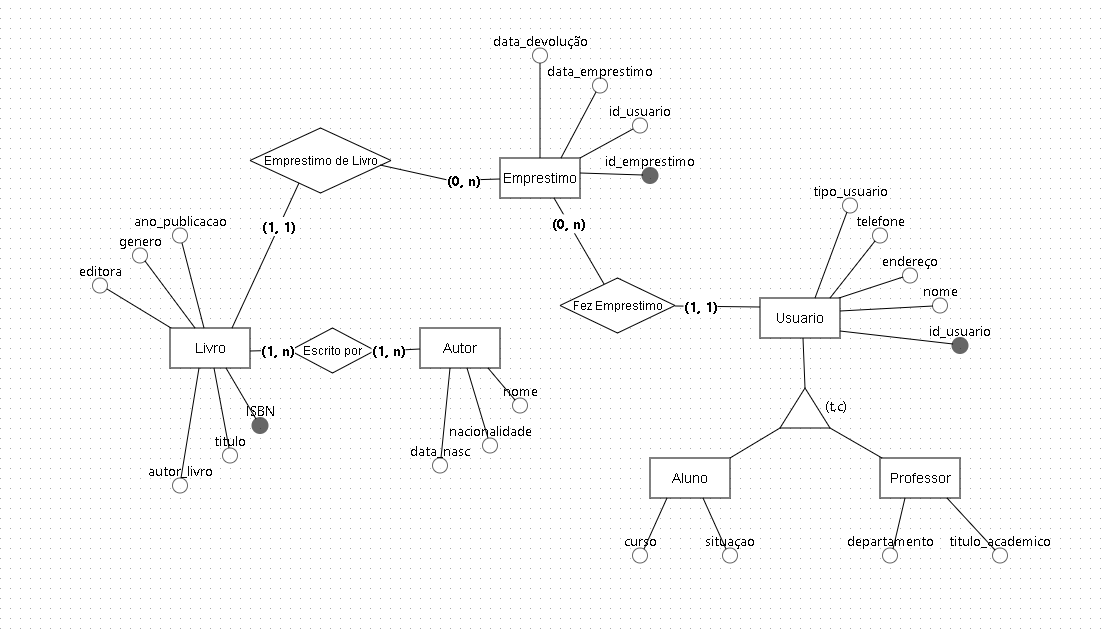 data_devolução
data_emprestimo
id_usuario
id_emprestimo
Emprestimo de Livro
(0, n)
Emprestimo
(1, 1)
(0, n)
tipo_usuario
telefone
endereço
nome
id_usuario
ano_publicacao
genero
editora
Fez Emprestimo
(1, 1)
Usuario
Livro
(1, n)
Escrito por
(1, n)
Autor
ISBN
titulo
autor_livro
nome
nacionalidade
data_nasc
(t,c)
Aluno
Professor
curso
situaçao
departamento
titulo_academico